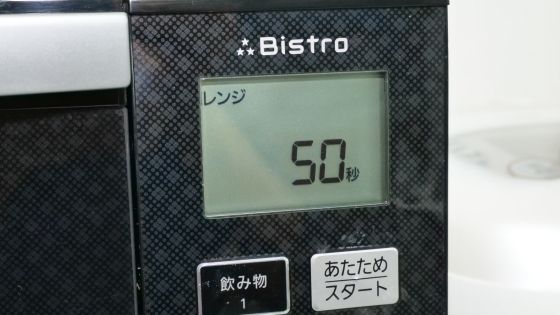 Bistro
レンジ
50秒
飲み物
1
あたため
スタート